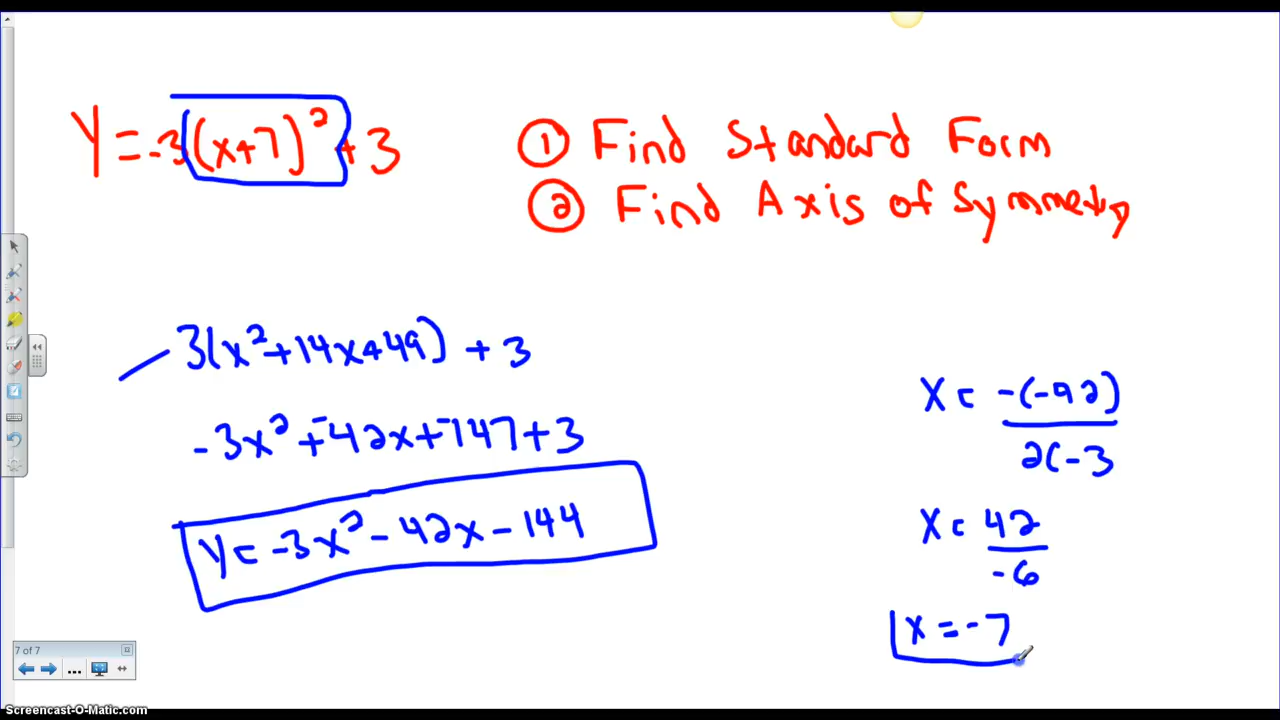 Y = -3((x+7)² + 3
① Find Standard Form
② Find Axis of Symmetry
-3(x²+14x+49) + 3
-3x² + -42x + -147 + 3
y = -3x² - 42x - 144
x = -(-92)
2(-3
x = 42
-6
x = -7
7 of 7
...
Screencast-O-Matic.com